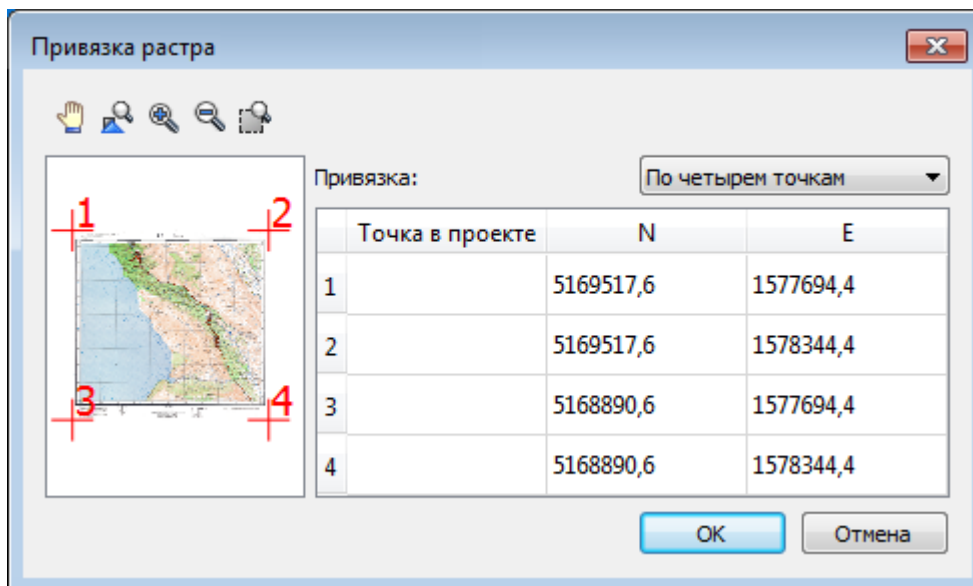 Привязка растра
Привязка: По четырем точкам
1 2
3 4
Точка в проекте N E
1 5169517,6 1577694,4
2 5169517,6 1578344,4
3 5168890,6 1577694,4
4 5168890,6 1578344,4
OK Отмена